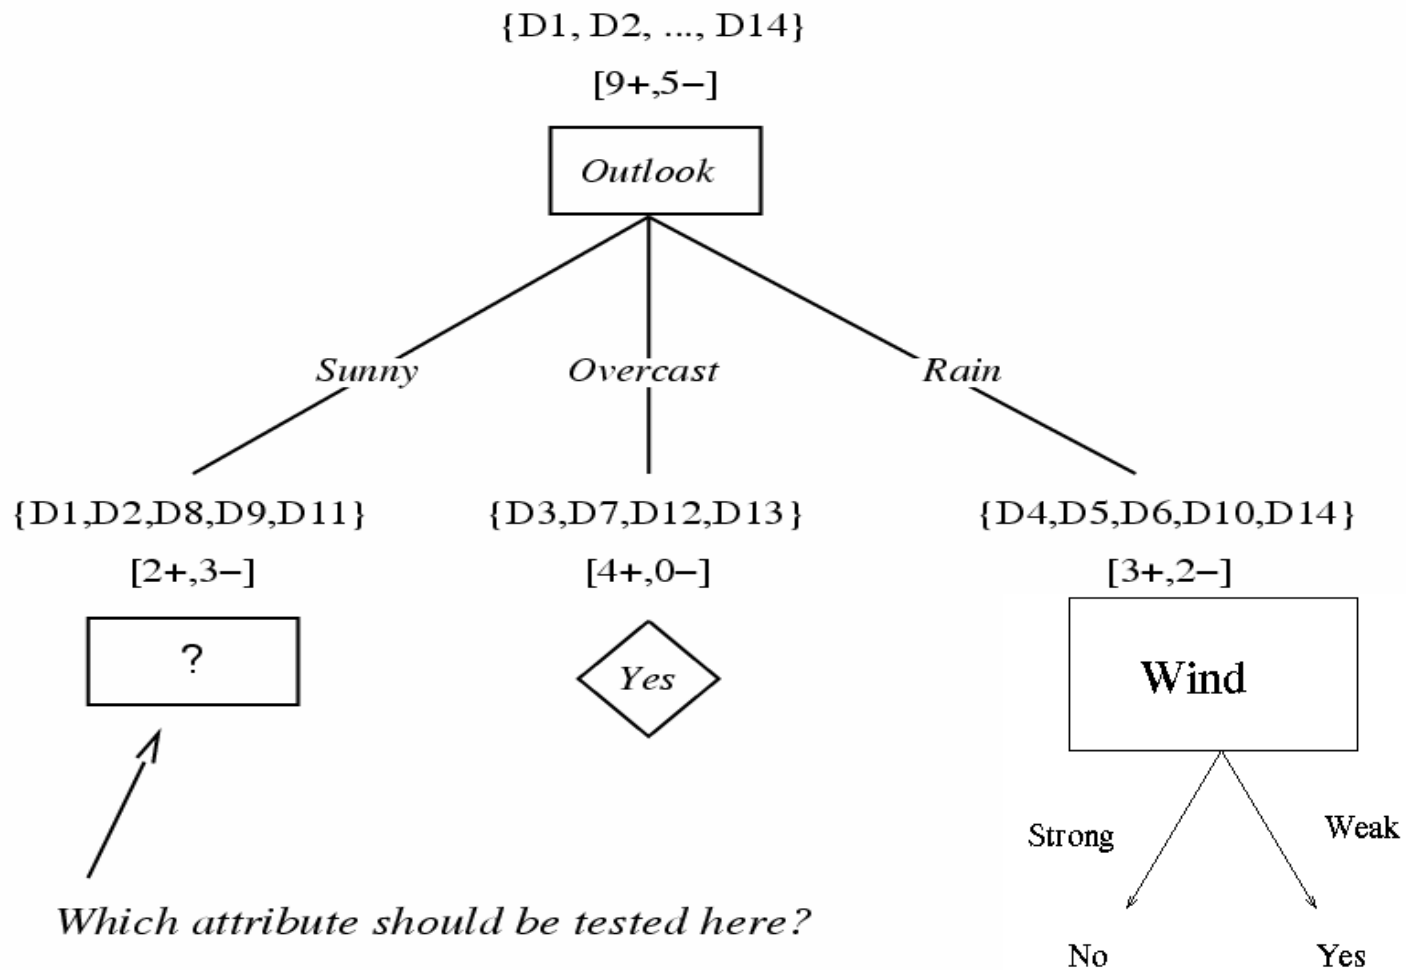 {D1, D2, ..., D14}
[9+,5−]
Outlook
Sunny
Overcast
Rain
{D1,D2,D8,D9,D11}
{D3,D7,D12,D13}
{D4,D5,D6,D10,D14}
[2+,3−]
[4+,0−]
[3+,2−]
?
Yes
Wind
Strong
Weak
Which attribute should be tested here?
No
Yes